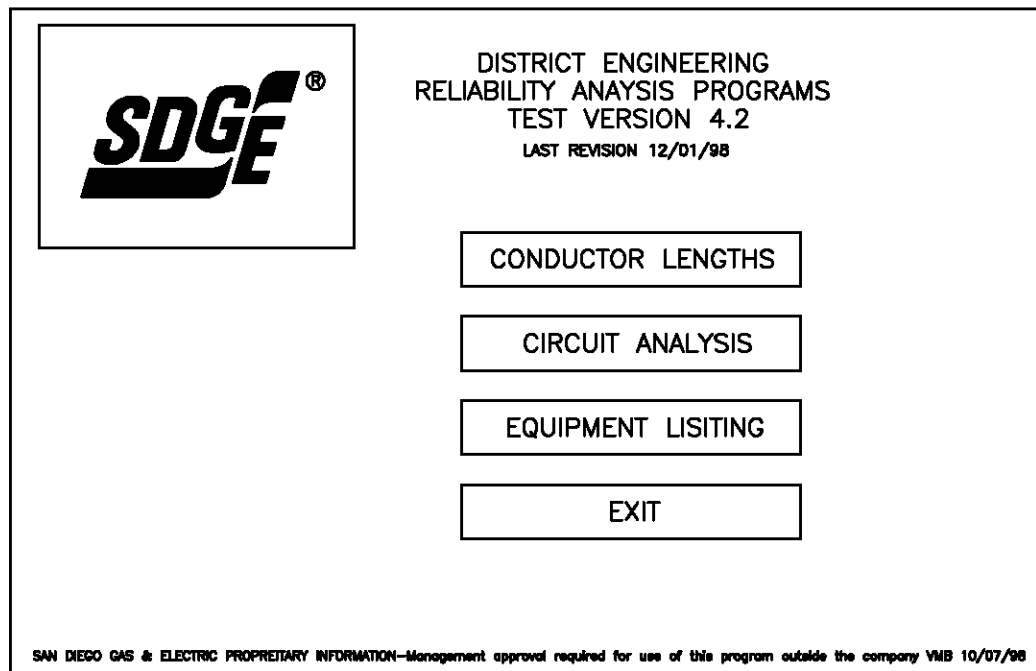 SDGE®
DISTRICT ENGINEERING
RELIABILITY ANAYSIS PROGRAMS
TEST VERSION 4.2
LAST REVISION 12/01/98
CONDUCTOR LENGTHS
CIRCUIT ANALYSIS
EQUIPMENT LISITING
EXIT
SAN DIEGO GAS & ELECTRIC PROPREITARY INFORMATION—Management approval required for use of this program outside the company VMB 10/07/98